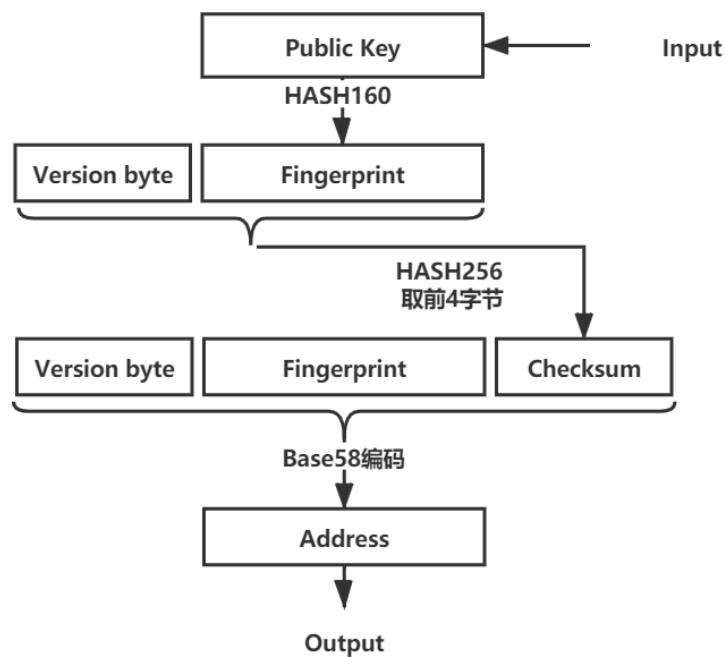 Public Key
Input
HASH160
Version byte
Fingerprint
HASH256
取前4字节
Version byte
Fingerprint
Checksum
Base58编码
Address
Output